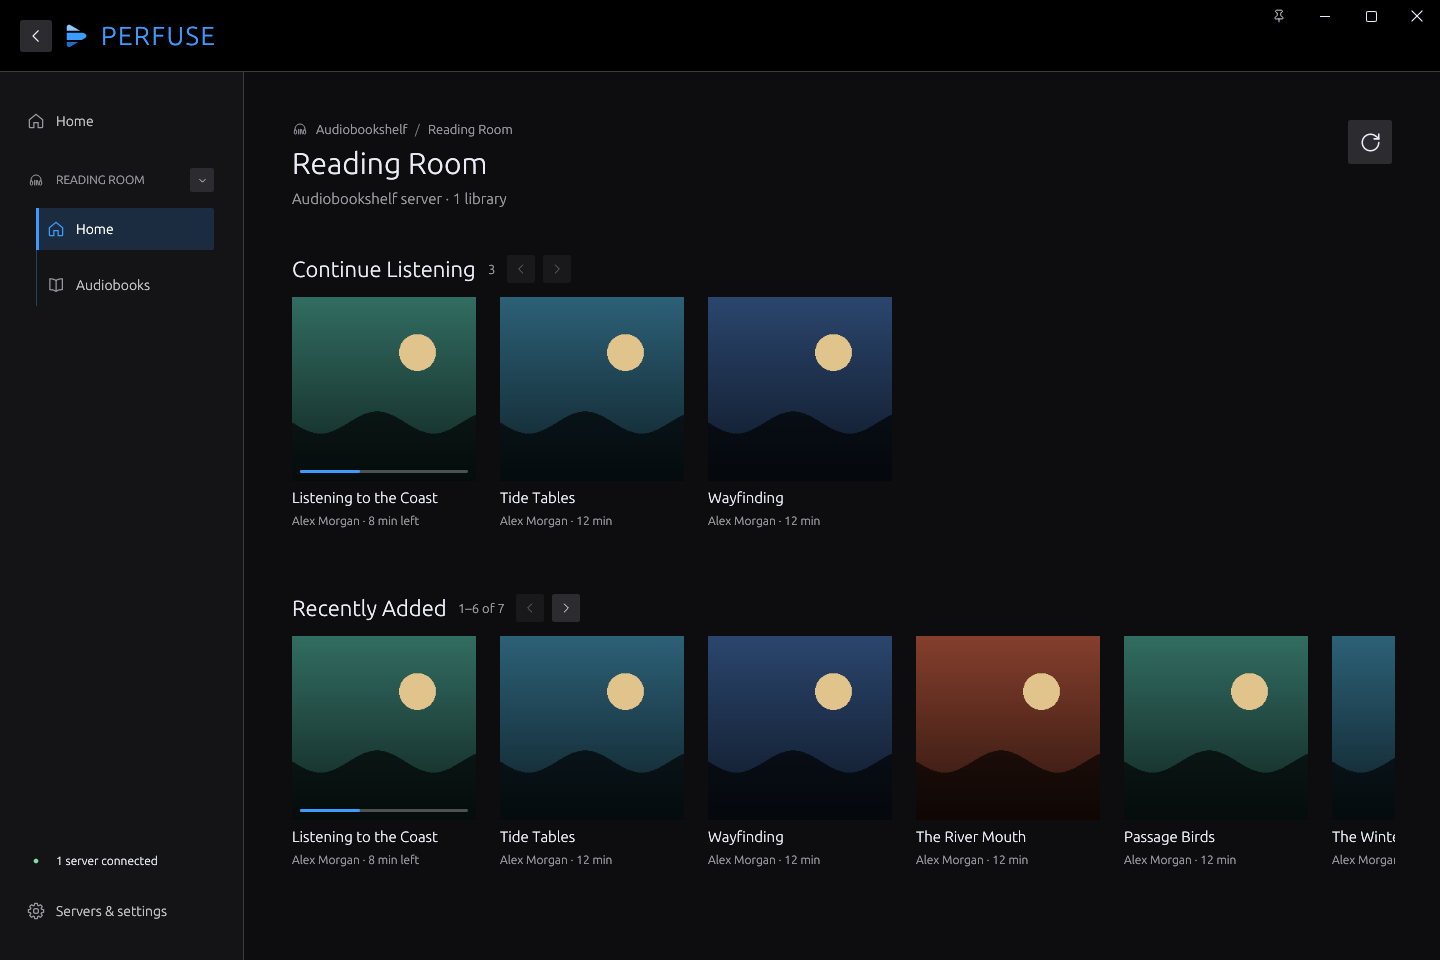 PERFUSE
Home
READING ROOM
Home
Audiobooks
1 server connected
Servers & settings
Audiobookshelf / Reading Room
Reading Room
Audiobookshelf server · 1 library
Continue Listening 3
Listening to the Coast
Alex Morgan · 8 min left
Tide Tables
Alex Morgan · 12 min
Wayfinding
Alex Morgan · 12 min
Recently Added 1–6 of 7
Listening to the Coast
Alex Morgan · 8 min left
Tide Tables
Alex Morgan · 12 min
Wayfinding
Alex Morgan · 12 min
The River Mouth
Alex Morgan · 12 min
Passage Birds
Alex Morgan · 12 min
The Winte
Alex Morgan